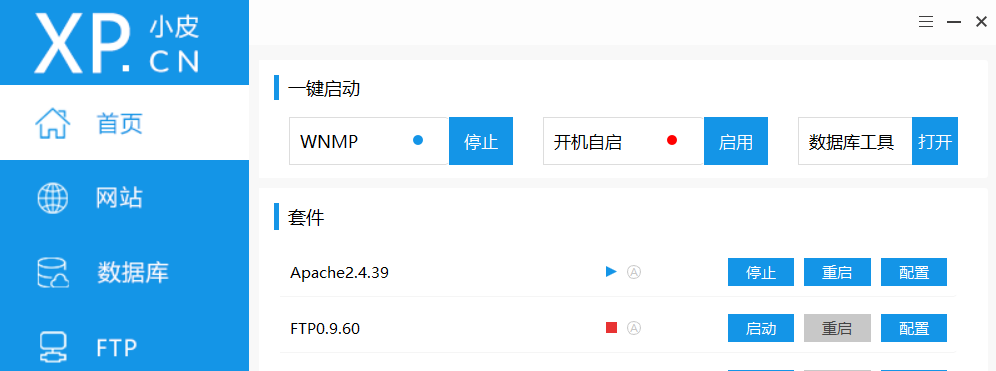 XP.小皮
CN
首页
网站
数据库
FTP
一键启动
WNMP 停止 开机自启 启用 数据库工具 打开
套件
Apache2.4.39 A 停止 重启 配置
FTP0.9.60 A 启动 重启 配置